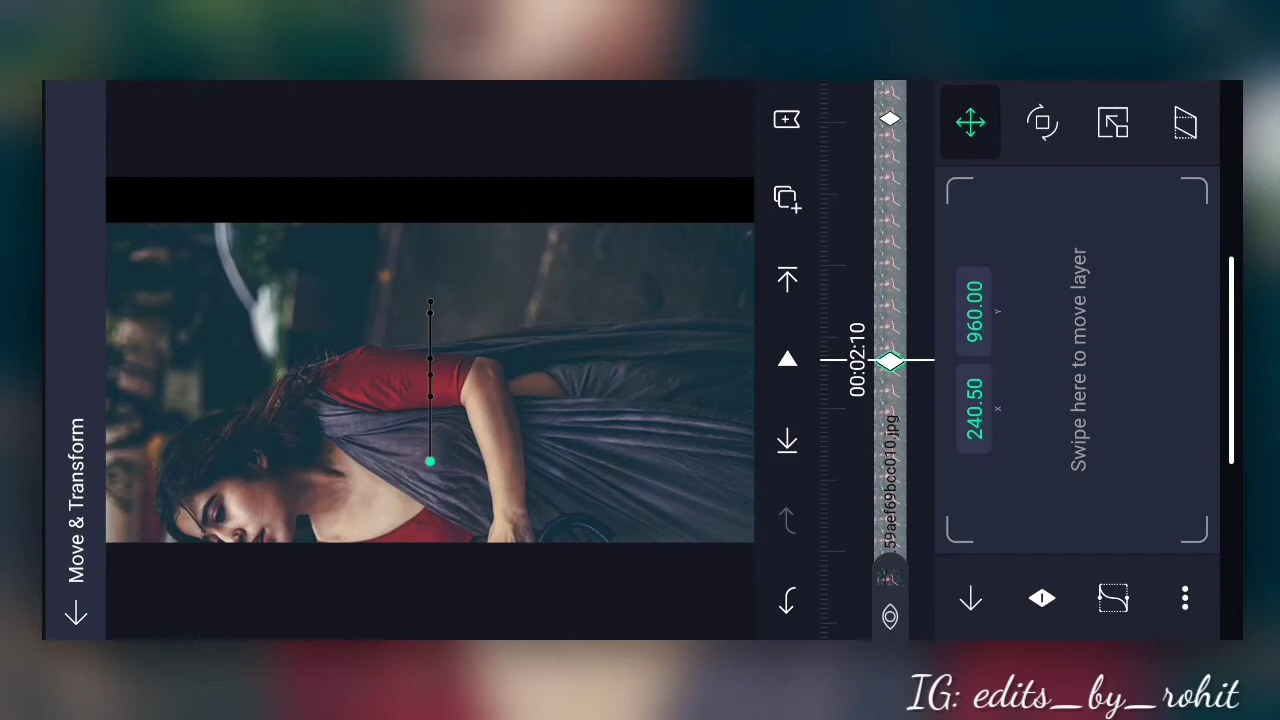 Move & Transform
00:02:10
59aef69bcc010.jpg
240.50
X
960.00
Y
Swipe here to move layer
IG: edits_by_rohit